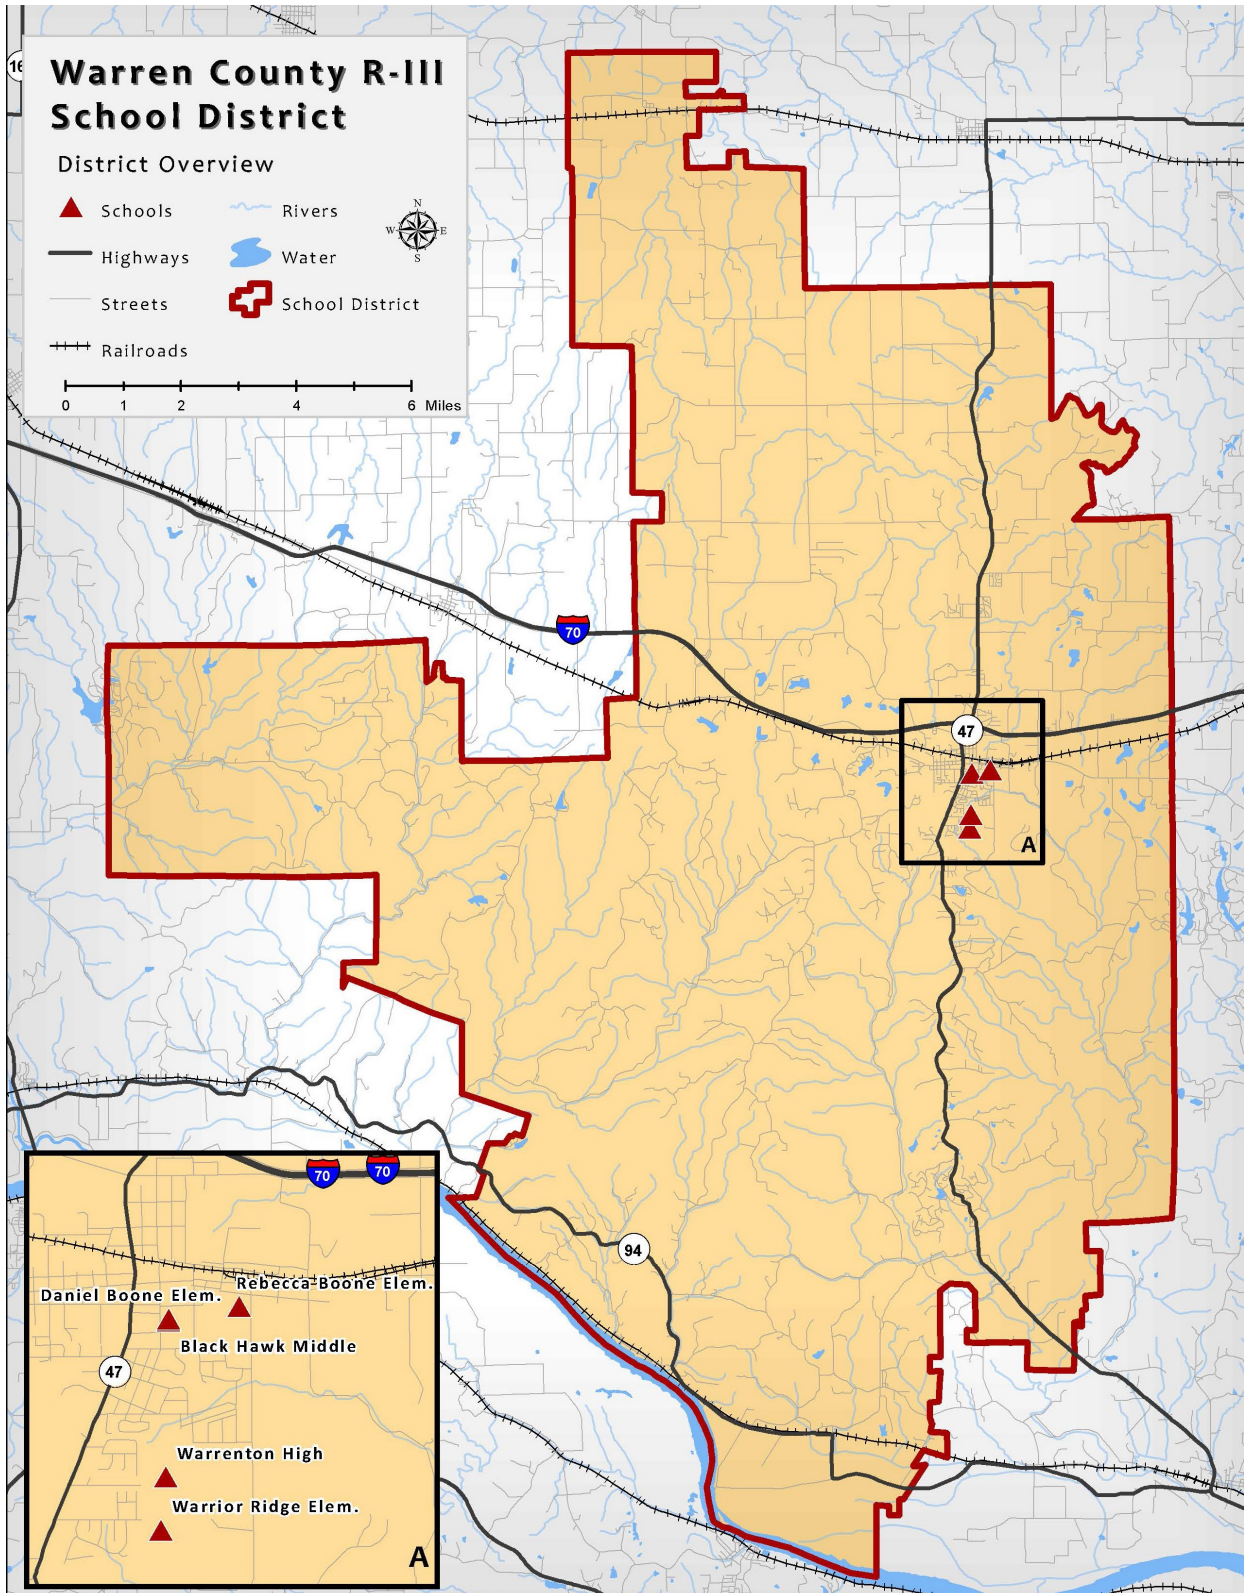 16
Warren County R-III
School District
District Overview
Schools
Rivers
Highways
Water
Streets
School District
Railroads
N
W E
S
0 1 2 4 6 Miles
70
47
A
94
70 70
Rebecca Boone Elem.
Daniel Boone Elem.
Black Hawk Middle
47
Warrenton High
Warrior Ridge Elem.
A